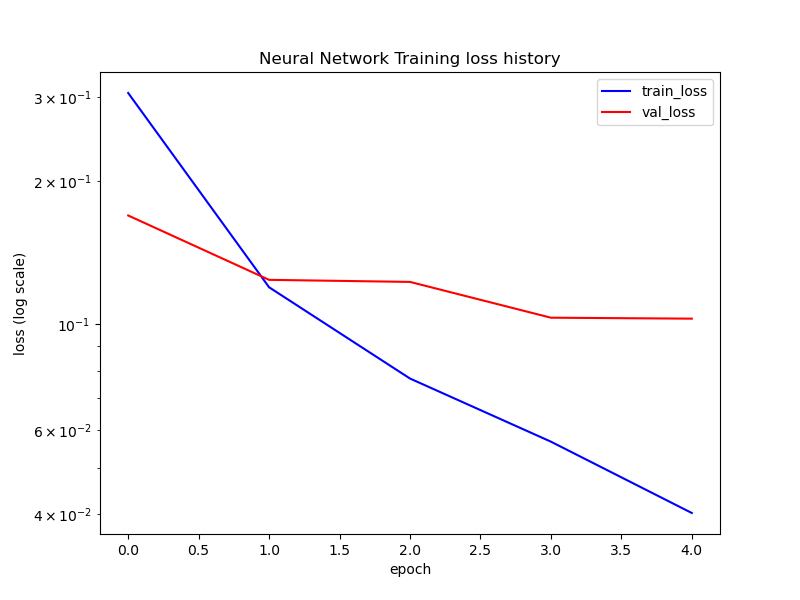 Neural Network Training loss history
train_loss
val_loss
3 × 10⁻¹
2 × 10⁻¹
10⁻¹
6 × 10⁻²
4 × 10⁻²
loss (log scale)
0.0 0.5 1.0 1.5 2.0 2.5 3.0 3.5 4.0
epoch